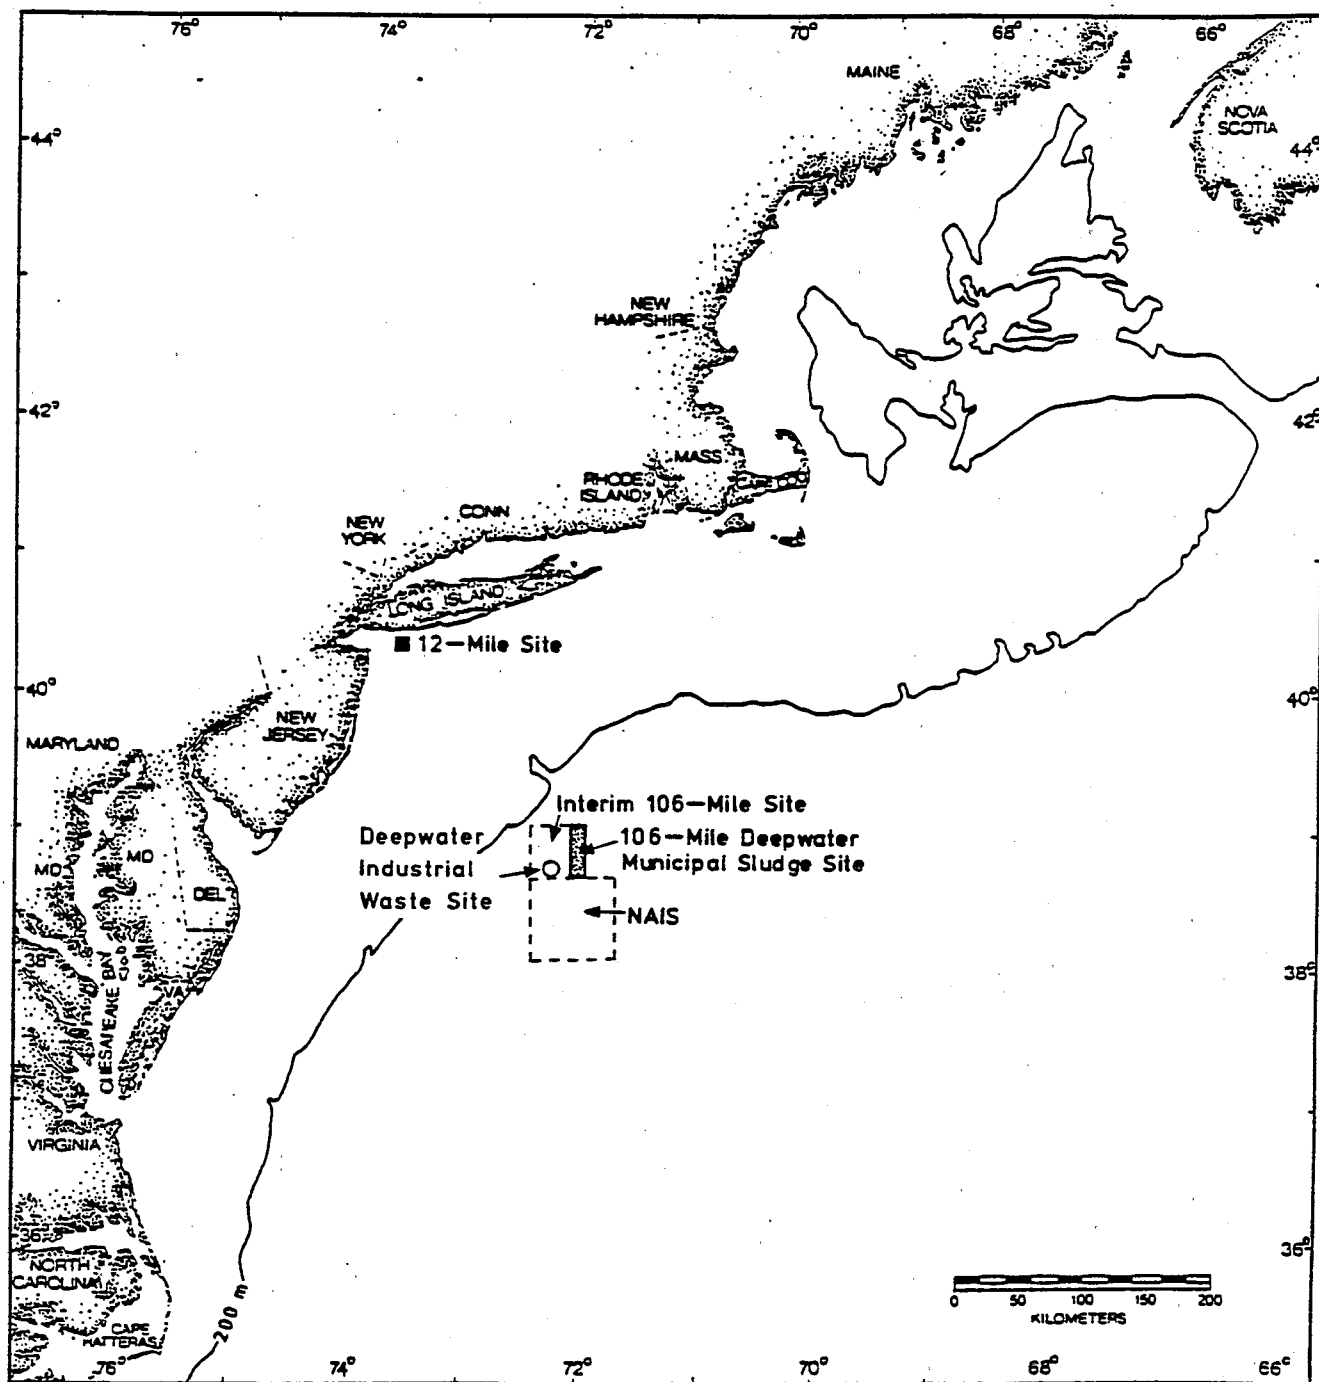 76°
74°
72°
70°
68°
66°
MAINE
NOVA
SCOTIA
44°
44°
NEW
HAMPSHIRE
42°
42°
MASS
RHODE
ISLAND
CAPE COD
CONN
NEW
YORK
LONG ISLAND
12—Mile Site
40°
40°
NEW
JERSEY
MARYLAND
Interim 106—Mile Site
Deepwater
Industrial
Waste Site
106—Mile Deepwater
Municipal Sludge Site
MD
MD
DEL
NAIS
38°
38°
CHESAPEAKE BAY
VA
VIRGINIA
36°
36°
NORTH
CAROLINA
CAPE
HATTERAS
200 m
0 50 100 150 200
KILOMETERS
76°
74°
72°
70°
68°
66°